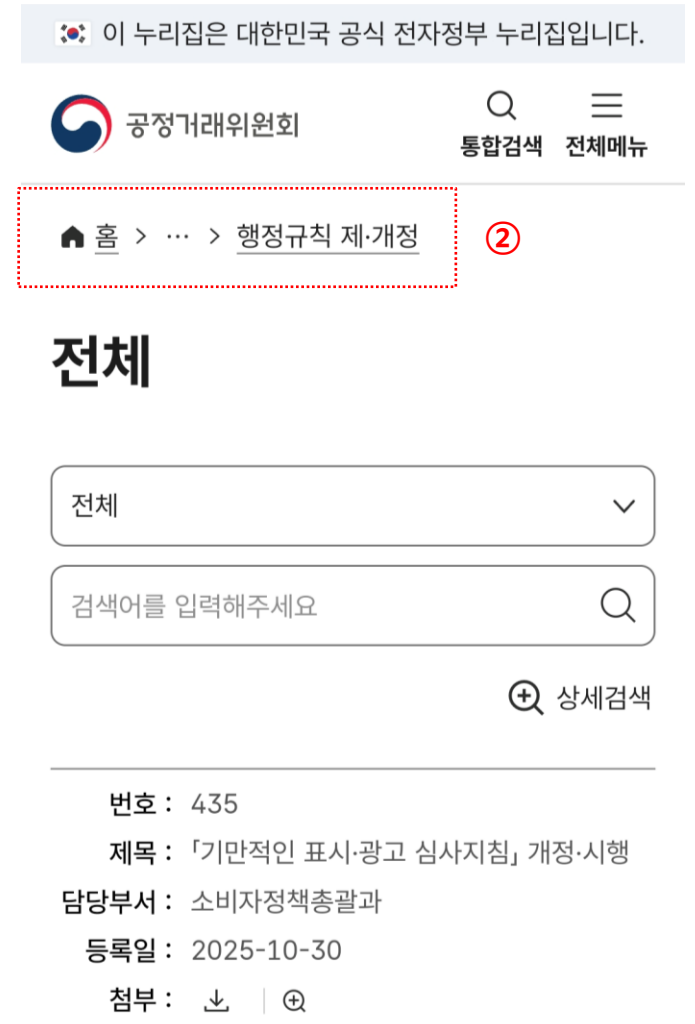 이 누리집은 대한민국 공식 전자정부 누리집입니다.
공정거래위원회
통합검색 전체메뉴
홈 > ··· > 행정규칙 제·개정
②
전체
전체
검색어를 입력해주세요
상세검색
번호 : 435
제목 : 「기만적인 표시·광고 심사지침」 개정·시행
담당부서 : 소비자정책총괄과
등록일 : 2025-10-30
첨부 :